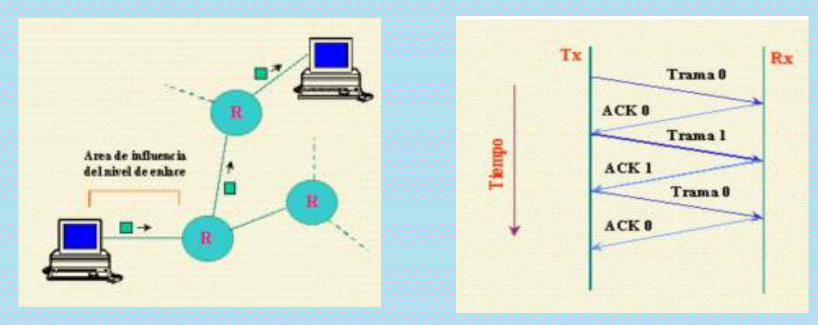 R
Area de influencia
del nivel de enlace
R
R
Tx
Rx
Trama 0
ACK 0
Trama 1
ACK 1
Trama 0
ACK 0
Tiempo